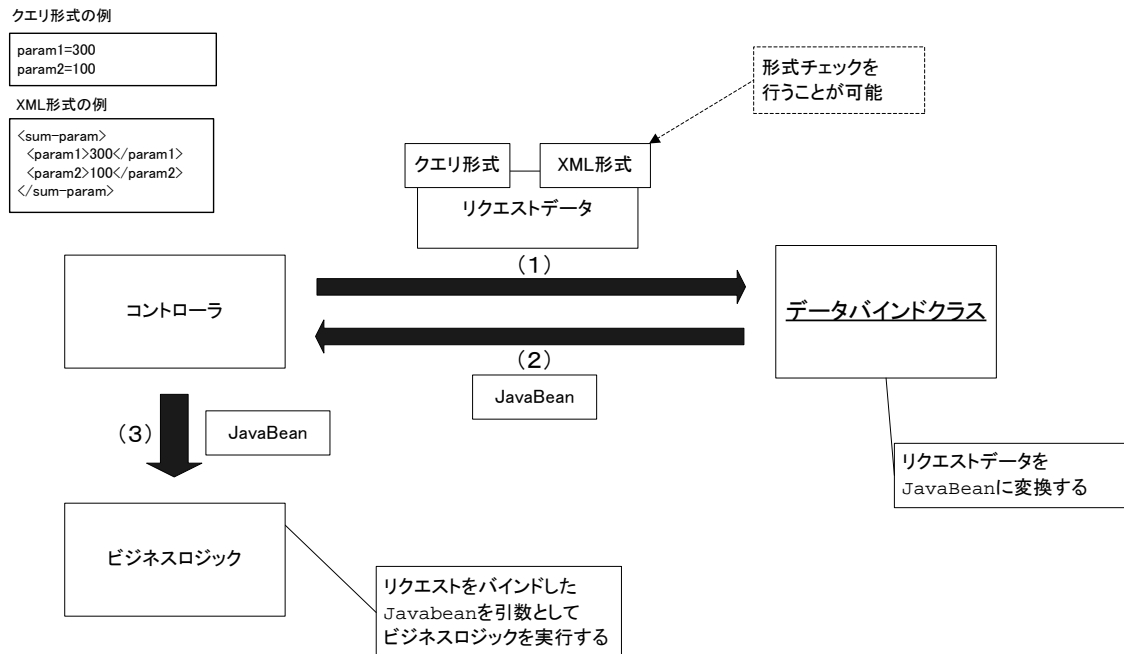 クエリ形式の例
param1=300
param2=100
XML形式の例
<sum-param>
<param1>300</param1>
<param2>100</param2>
</sum-param>
形式チェックを
行うことが可能
クエリ形式
XML形式
リクエストデータ
(1)
コントローラ
データバインドクラス
(2)
JavaBean
(3)
JavaBean
リクエストデータを
JavaBeanに変換する
ビジネスロジック
リクエストをバインドした
Javabeanを引数として
ビジネスロジックを実行する